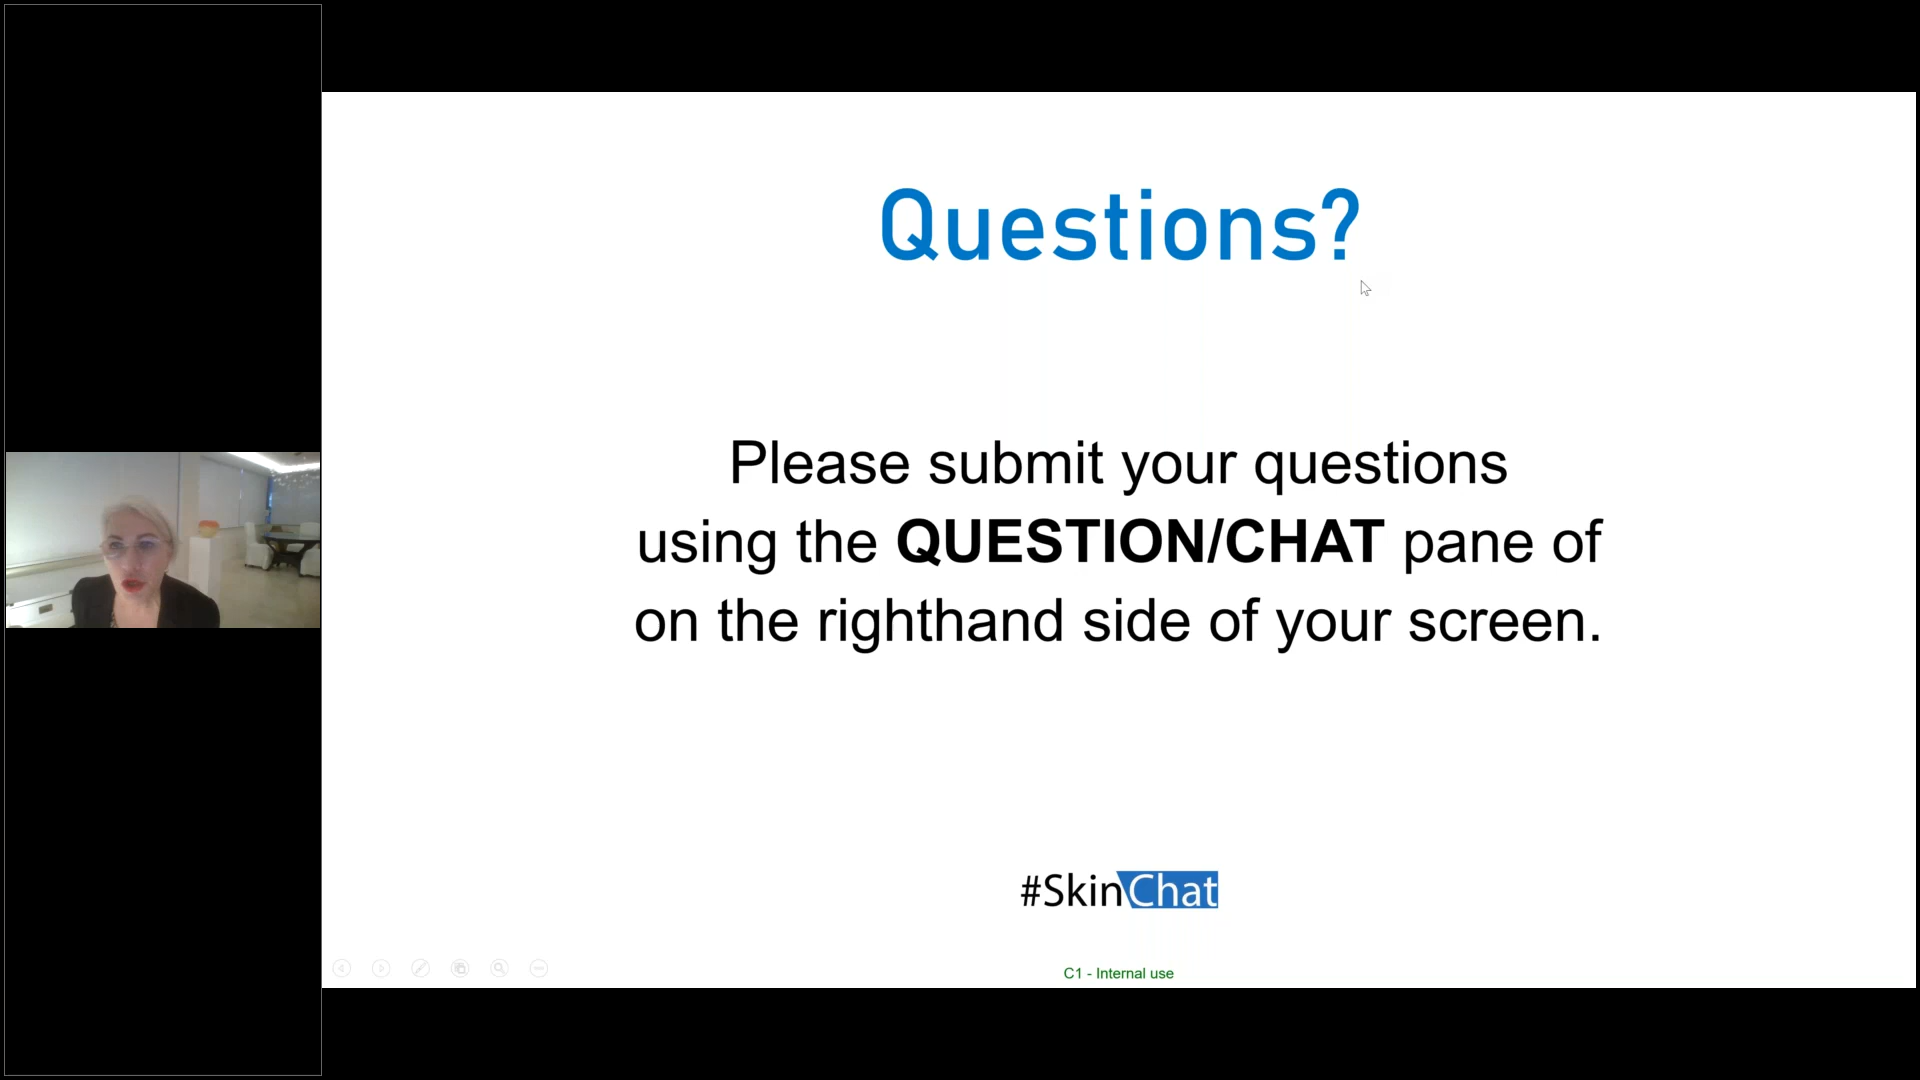 Questions?
Please submit your questions
using the QUESTION/CHAT pane of
on the righthand side of your screen.
#SkinChat
C1 - Internal use